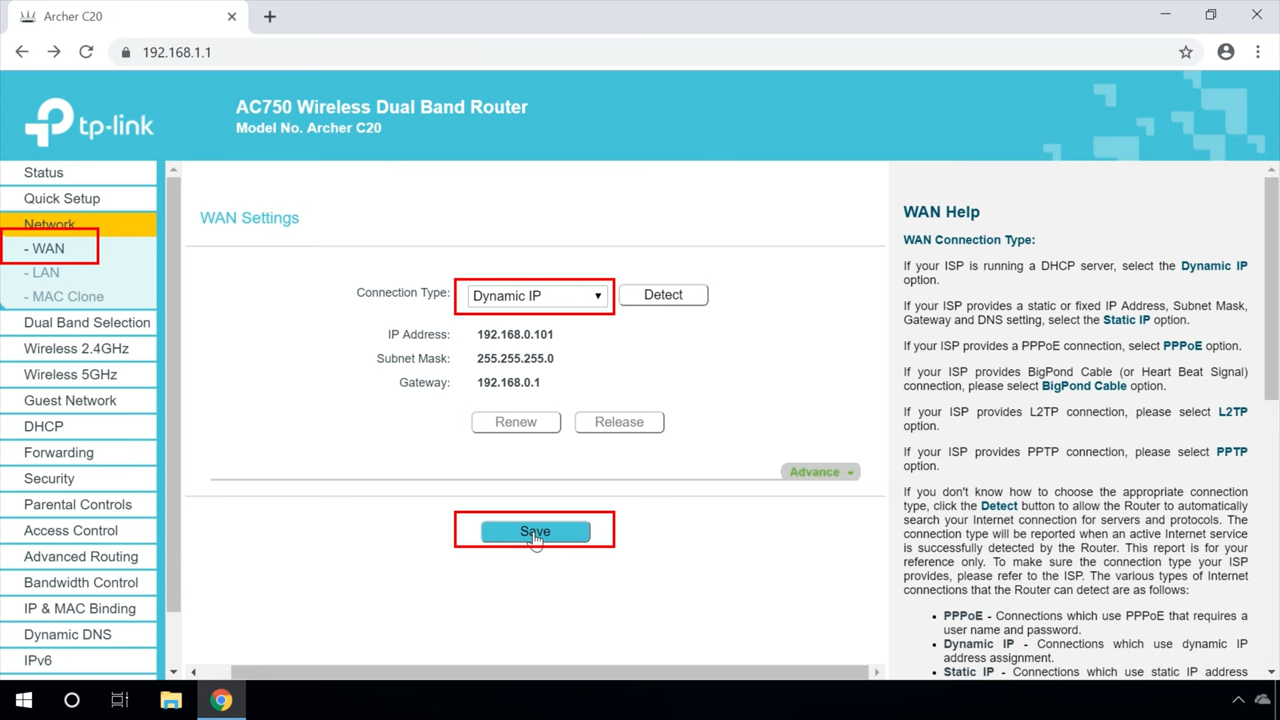 Archer C20
192.168.1.1
tp-link
AC750 Wireless Dual Band Router
Model No. Archer C20
Status
Quick Setup
Network
- WAN
- LAN
- MAC Clone
Dual Band Selection
Wireless 2.4GHz
Wireless 5GHz
Guest Network
DHCP
Forwarding
Security
Parental Controls
Access Control
Advanced Routing
Bandwidth Control
IP & MAC Binding
Dynamic DNS
IPv6
WAN Settings
Connection Type: Dynamic IP Detect
IP Address: 192.168.0.101
Subnet Mask: 255.255.255.0
Gateway: 192.168.0.1
Renew Release
Advance
Save
WAN Help
WAN Connection Type:
If your ISP is running a DHCP server, select the Dynamic IP
option.
If your ISP provides a static or fixed IP Address, Subnet Mask,
Gateway and DNS setting, select the Static IP option.
If your ISP provides a PPPoE connection, select PPPoE option.
If your ISP provides BigPond Cable (or Heart Beat Signal)
connection, please select BigPond Cable option.
If your ISP provides L2TP connection, please select L2TP
option.
If your ISP provides PPTP connection, please select PPTP
option.
If you don't know how to choose the appropriate connection
type, click the Detect button to allow the Router to automatically
search your Internet connection for servers and protocols. The
connection type will be reported when an active Internet service
is successfully detected by the Router. This report is for your
reference only. To make sure the connection type your ISP
provides, please refer to the ISP. The various types of Internet
connections that the Router can detect are as follows:
• PPPoE - Connections which use PPPoE that requires a
user name and password.
• Dynamic IP - Connections which use dynamic IP
address assignment.
• Static IP - Connections which use static IP address